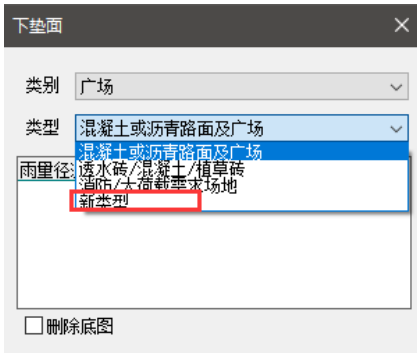 下垫面
类别 广场
类型 混凝土或沥青路面及广场
混凝土或沥青路面及广场
雨量径 透水砖/混凝土/植草砖
消防/大荷载要求场地
新类型
删除底图